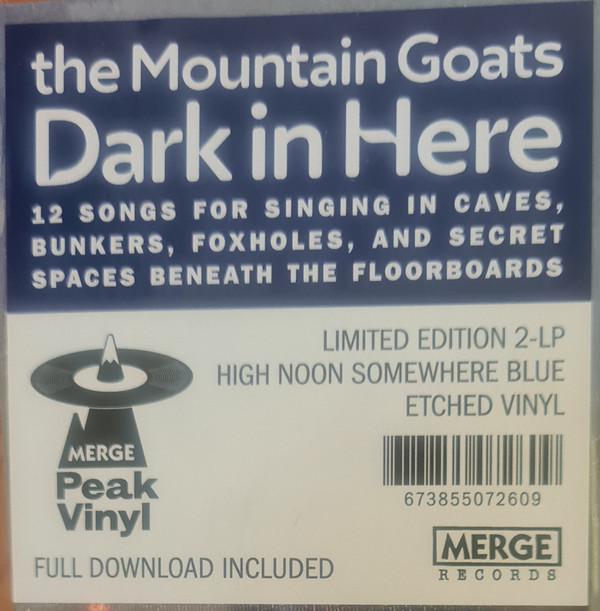 the Mountain Goats
Dark in Here
12 SONGS FOR SINGING IN CAVES,
BUNKERS, FOXHOLES, AND SECRET
SPACES BENEATH THE FLOORBOARDS
LIMITED EDITION 2-LP
HIGH NOON SOMEWHERE BLUE
ETCHED VINYL
MERGE
Peak
Vinyl
673855072609
FULL DOWNLOAD INCLUDED
MERGE
RECORDS